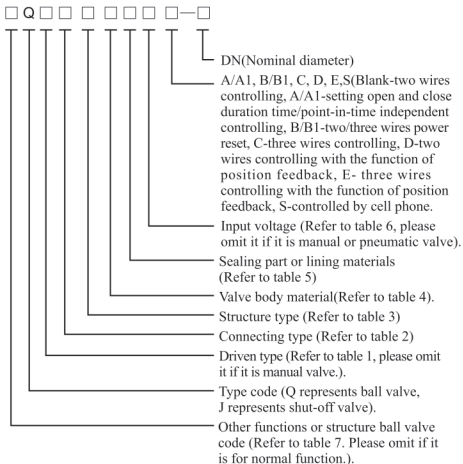 □ Q □ □ □ □ □ □ □—□
DN(Nominal diameter)
A/A1, B/B1, C, D, E,S(Blank-two wires
controlling, A/A1-setting open and close
duration time/point-in-time independent
controlling, B/B1-two/three wires power
reset, C-three wires controlling, D-two
wires controlling with the function of
position feedback, E- three wires
controlling with the function of position
feedback, S-controlled by cell phone.
Input voltage (Refer to table 6, please
omit it if it is manual or pneumatic valve).
Sealing part or lining materials
(Refer to table 5)
Valve body material(Refer to table 4).
Structure type (Refer to table 3)
Connecting type (Refer to table 2)
Driven type (Refer to table 1, please omit
it if it is manual valve.).
Type code (Q represents ball valve,
J represents shut-off valve).
Other functions or structure ball valve
code (Refer to table 7. Please omit if it
is for normal function.).